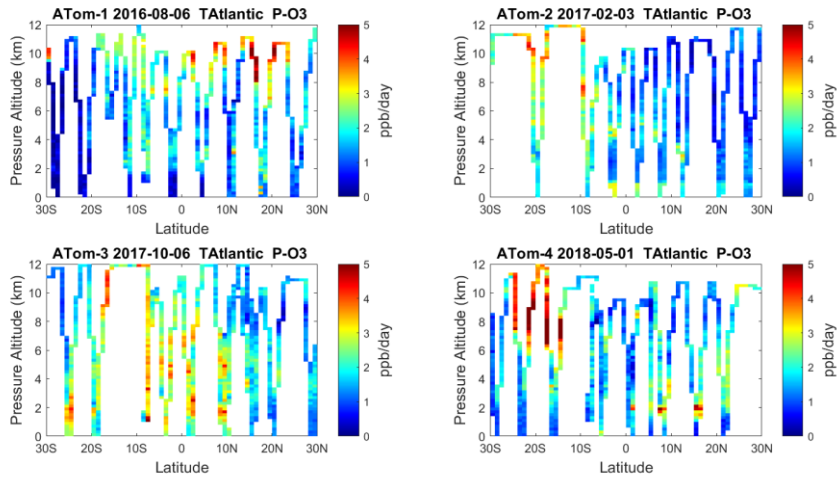 ATom-1 2016-08-06 TAtlantic P-O3
Pressure Altitude (km)
12
10
8
6
4
2
0
30S 20S 10S 0 10N 20N 30N
Latitude
5
4
3
2
1
0
ppb/day
ATom-2 2017-02-03 TAtlantic P-O3
Pressure Altitude (km)
12
10
8
6
4
2
0
30S 20S 10S 0 10N 20N 30N
Latitude
5
4
3
2
1
0
ppb/day
ATom-3 2017-10-06 TAtlantic P-O3
Pressure Altitude (km)
12
10
8
6
4
2
0
30S 20S 10S 0 10N 20N 30N
Latitude
5
4
3
2
1
0
ppb/day
ATom-4 2018-05-01 TAtlantic P-O3
Pressure Altitude (km)
12
10
8
6
4
2
0
30S 20S 10S 0 10N 20N 30N
Latitude
5
4
3
2
1
0
ppb/day